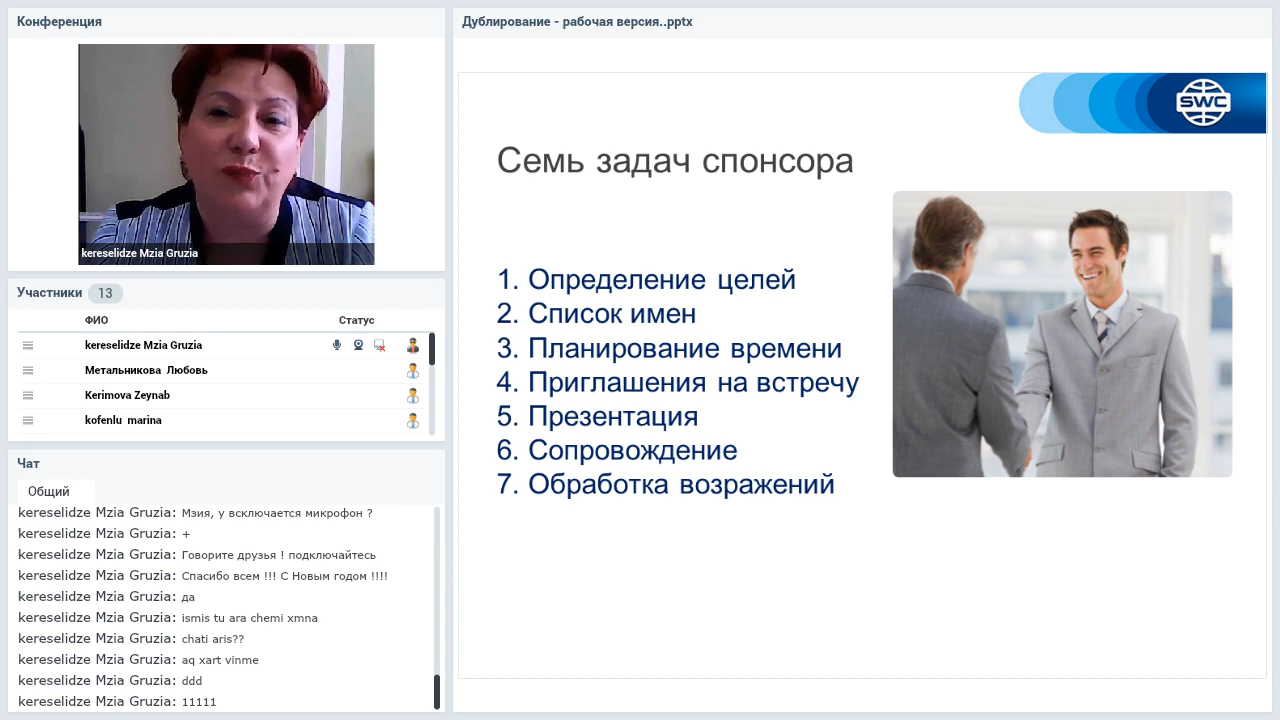 Конференция
kereselidze Mzia Gruzia
Участники 13
ФИО Статус
kereselidze Mzia Gruzia
Метальникова Любовь
Kerimova Zeynab
kofenlu marina
Чат
Общий
kereselidze Mzia Gruzia: Мзия, у всключается микрофон ?
kereselidze Mzia Gruzia: +
kereselidze Mzia Gruzia: Говорите друзья ! подключайтесь
kereselidze Mzia Gruzia: Спасибо всем !!! С Новым годом !!!!
kereselidze Mzia Gruzia: да
kereselidze Mzia Gruzia: ismis tu ara chemi xmna
kereselidze Mzia Gruzia: chati aris??
kereselidze Mzia Gruzia: aq xart vinme
kereselidze Mzia Gruzia: ddd
kereselidze Mzia Gruzia: 11111
Дублирование - рабочая версия..pptx
SWC
Семь задач спонсора
1. Определение целей
2. Список имен
3. Планирование времени
4. Приглашения на встречу
5. Презентация
6. Сопровождение
7. Обработка возражений